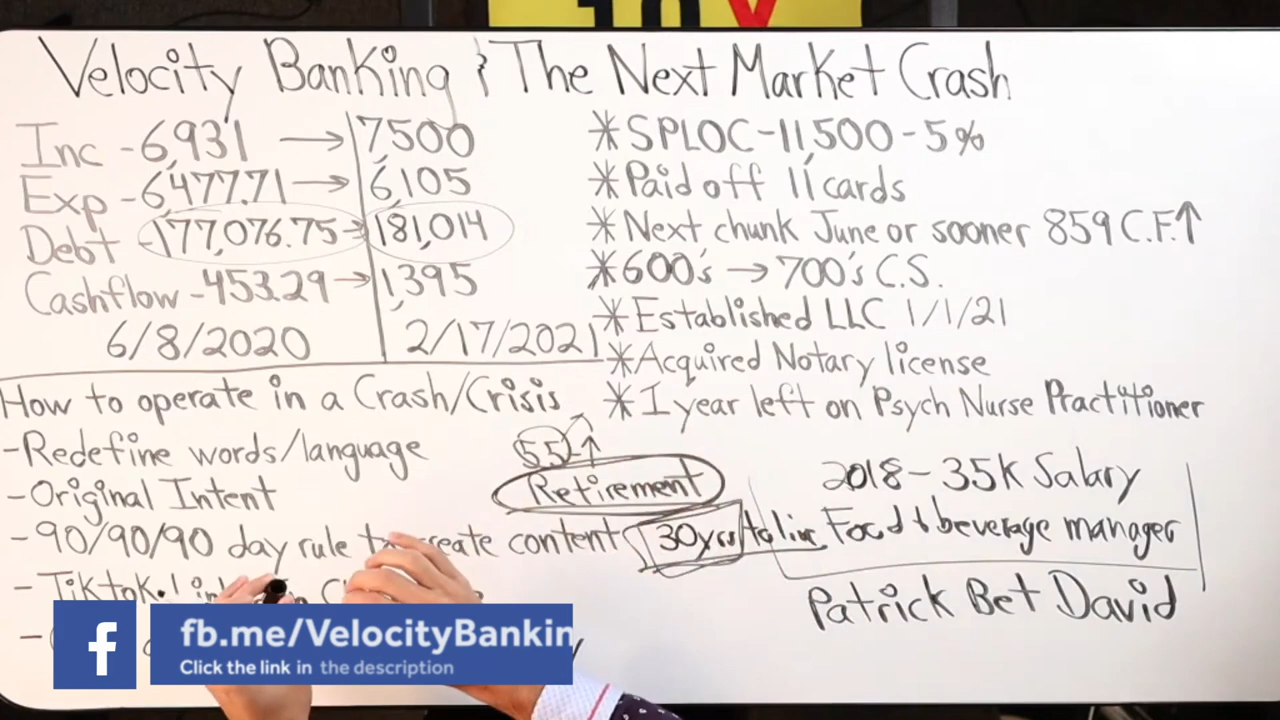 10X
Velocity Banking & The Next Market Crash
Inc - 6,931 → 7500
Exp - 6,477.71 → 6,105
Debt - 177,076.75 → 181,014
Cashflow - 453.29 → 1,395
6/8/2020 2/17/2021
* SPLOC - 11,500 - 5%
* Paid off 11 cards
* Next chunk June or sooner 859 C.F.↑
* 600's → 700's C.S.
* Established LLC 1/1/21
* Acquired Notary license
* 1 year left on Psych Nurse Practitioner
How to operate in a Crash/Crisis
- Redefine words/language
- Original Intent
- 90/90/90 day rule to create content
- Tiktok
55 ↑
Retirement
30yrs to live
2018 - 35K Salary
Food & beverage manager
Patrick Bet David
f
fb.me/VelocityBankin
Click the link in the description